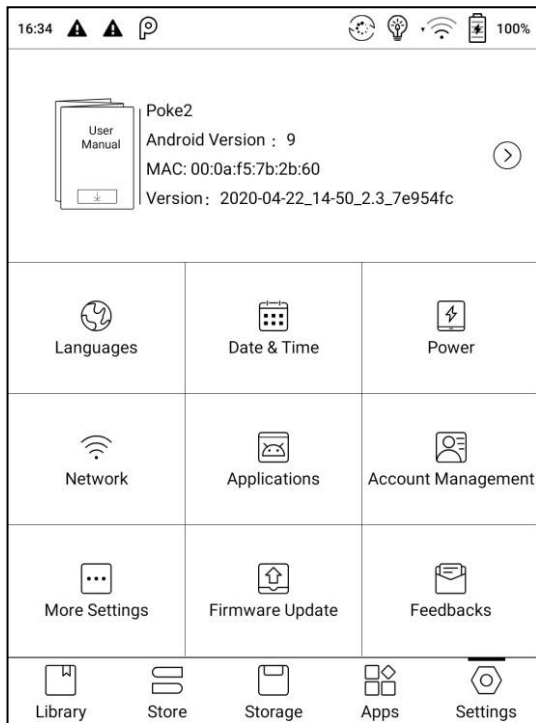 16:34 100%
User
Manual
Poke2
Android Version : 9
MAC: 00:0a:f5:7b:2b:60
Version: 2020-04-22_14-50_2.3_7e954fc
Languages Date & Time Power
Network Applications Account Management
More Settings Firmware Update Feedbacks
Library Store Storage Apps Settings